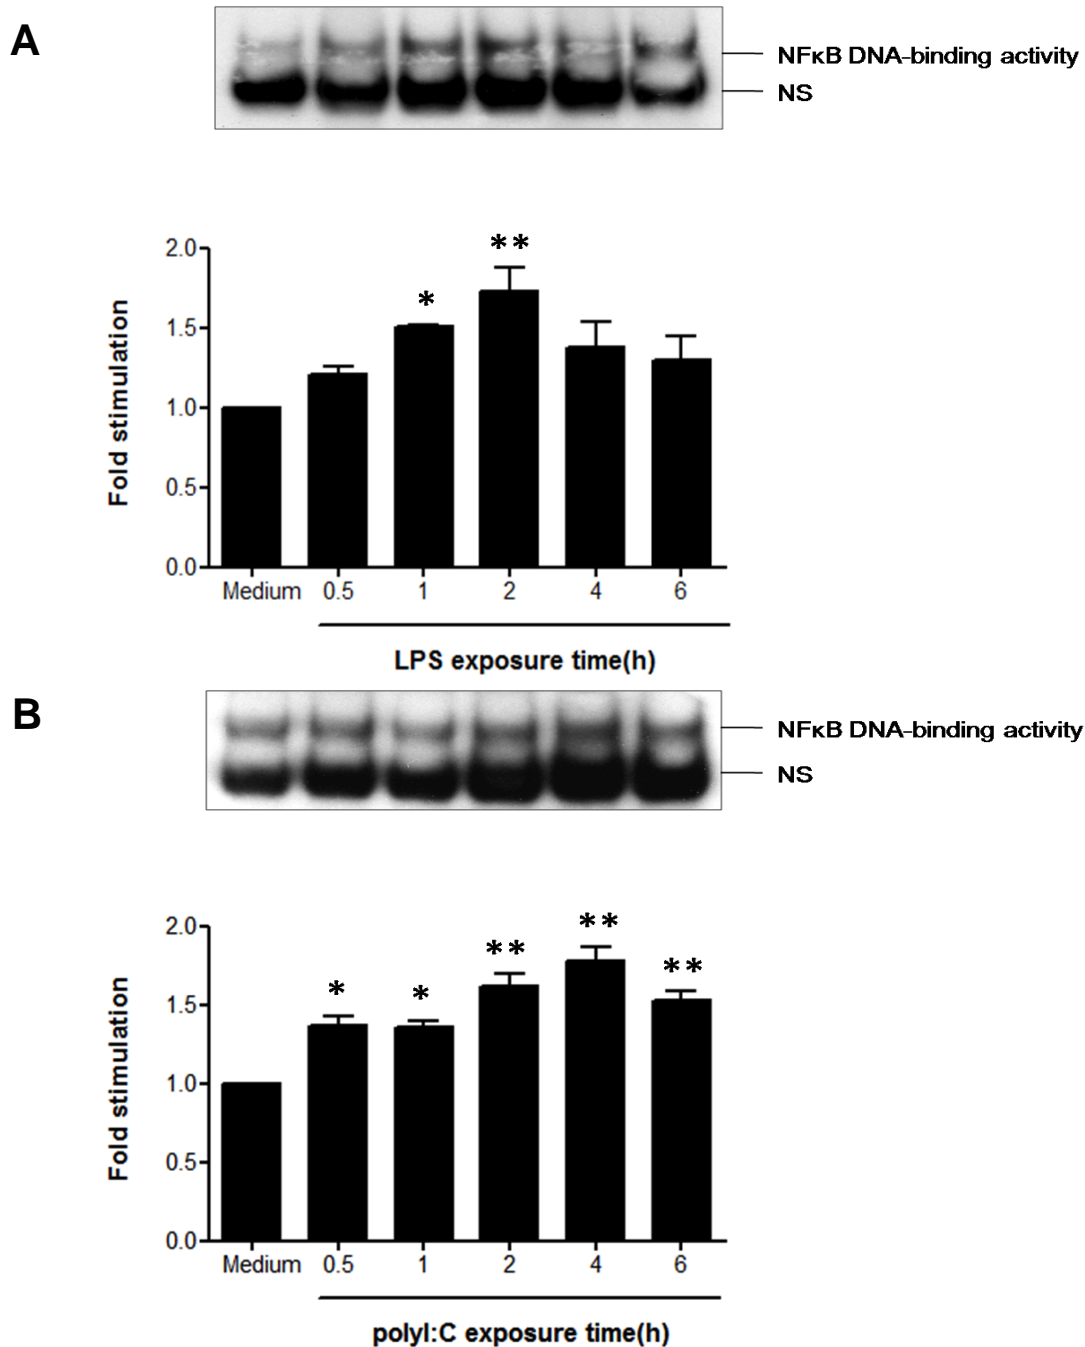 A
NFκB DNA-binding activity
NS
Fold stimulation
2.0
1.5
1.0
0.5
0.0
* **
Medium 0.5 1 2 4 6
LPS exposure time(h)
B
NFκB DNA-binding activity
NS
Fold stimulation
2.0
1.5
1.0
0.5
0.0
* * ** ** **
Medium 0.5 1 2 4 6
polyI:C exposure time(h)